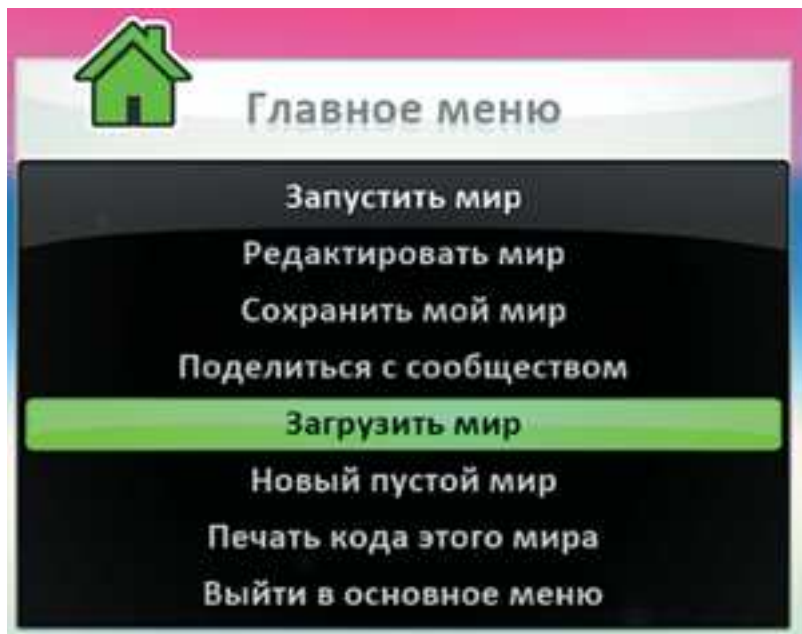 Главное меню
Запустить мир
Редактировать мир
Сохранить мой мир
Поделиться с сообществом
Загрузить мир
Новый пустой мир
Печать кода этого мира
Выйти в основное меню